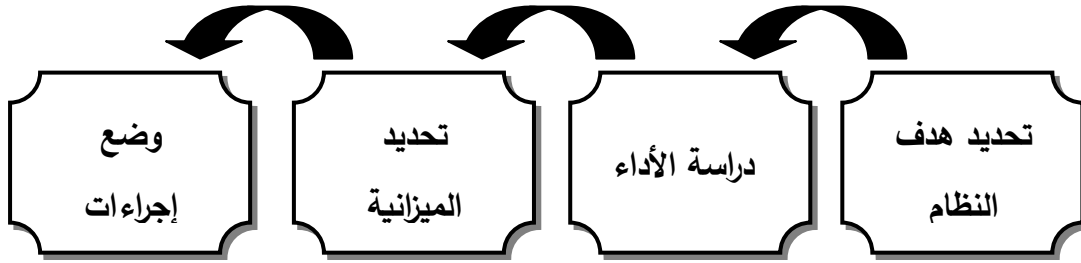 تحديد هدف
النظام
دراسة الأداء
تحديد
الميزانية
وضع
إجراءات